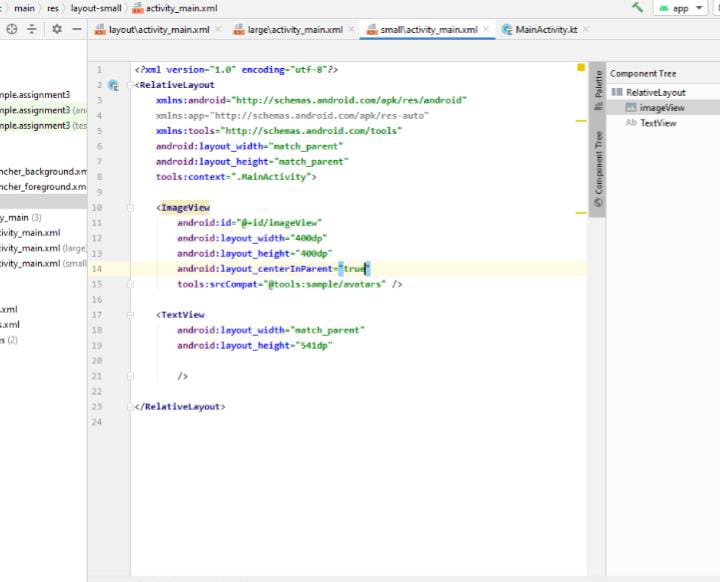 main › res › layout-small › activity_main.xml
app
layout\activity_main.xml
large\activity_main.xml
small\activity_main.xml
MainActivity.kt
mple.assignment3
mple.assignment3 (and
mple.assignment3 (tes
ncher_background.xm
ncher_foreground.xm
y_main (3)
tivity_main.xml
tivity_main.xml (large
tivity_main.xml (small
.xml
s.xml
es (2)
1 <?xml version="1.0" encoding="utf-8"?>
2 <RelativeLayout
3 xmlns:android="http://schemas.android.com/apk/res/android"
4 xmlns:app="http://schemas.android.com/apk/res-auto"
5 xmlns:tools="http://schemas.android.com/tools"
6 android:layout_width="match_parent"
7 android:layout_height="match_parent"
8 tools:context=".MainActivity">
9
10 <ImageView
11 android:id="@+id/imageView"
12 android:layout_width="400dp"
13 android:layout_height="400dp"
14 android:layout_centerInParent="true"
15 tools:srcCompat="@tools:sample/avatars" />
16
17 <TextView
18 android:layout_width="match_parent"
19 android:layout_height="541dp"
20
21 />
22
23 </RelativeLayout>
24
Palette
Component Tree
Component Tree
RelativeLayout
imageView
Ab TextView